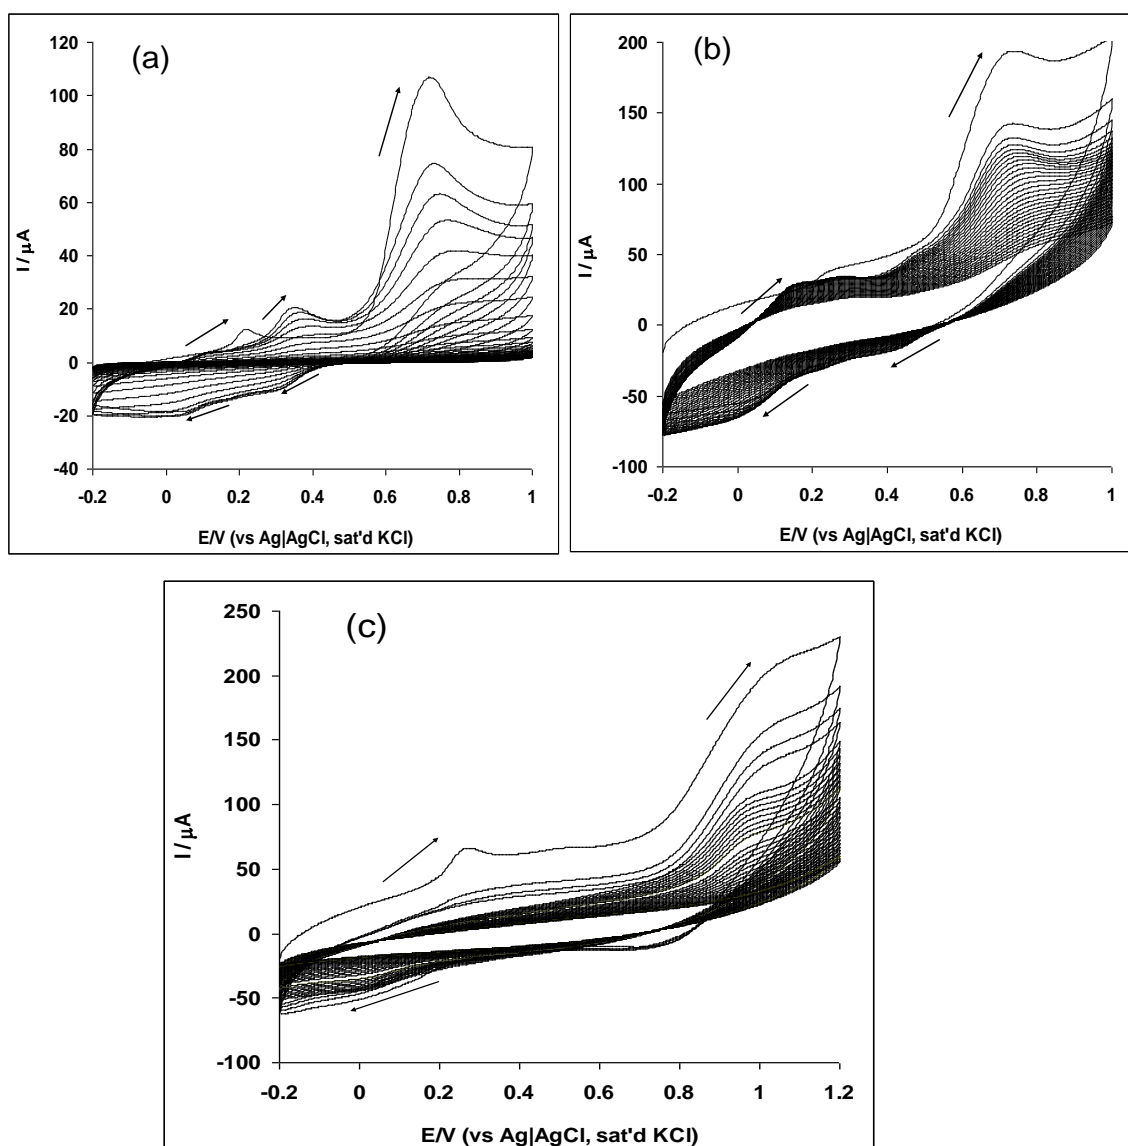 (a)
120
100
80
60
40
20
0
-20
-40
I / μA
-0.2 0 0.2 0.4 0.6 0.8 1
E/V (vs Ag|AgCl, sat'd KCl)
(b)
200
150
100
50
0
-50
-100
I / μA
-0.2 0 0.2 0.4 0.6 0.8 1
E/V (vs Ag|AgCl, sat'd KCl)
(c)
250
200
150
100
50
0
-50
-100
I / μA
-0.2 0 0.2 0.4 0.6 0.8 1 1.2
E/V (vs Ag|AgCl, sat'd KCl)